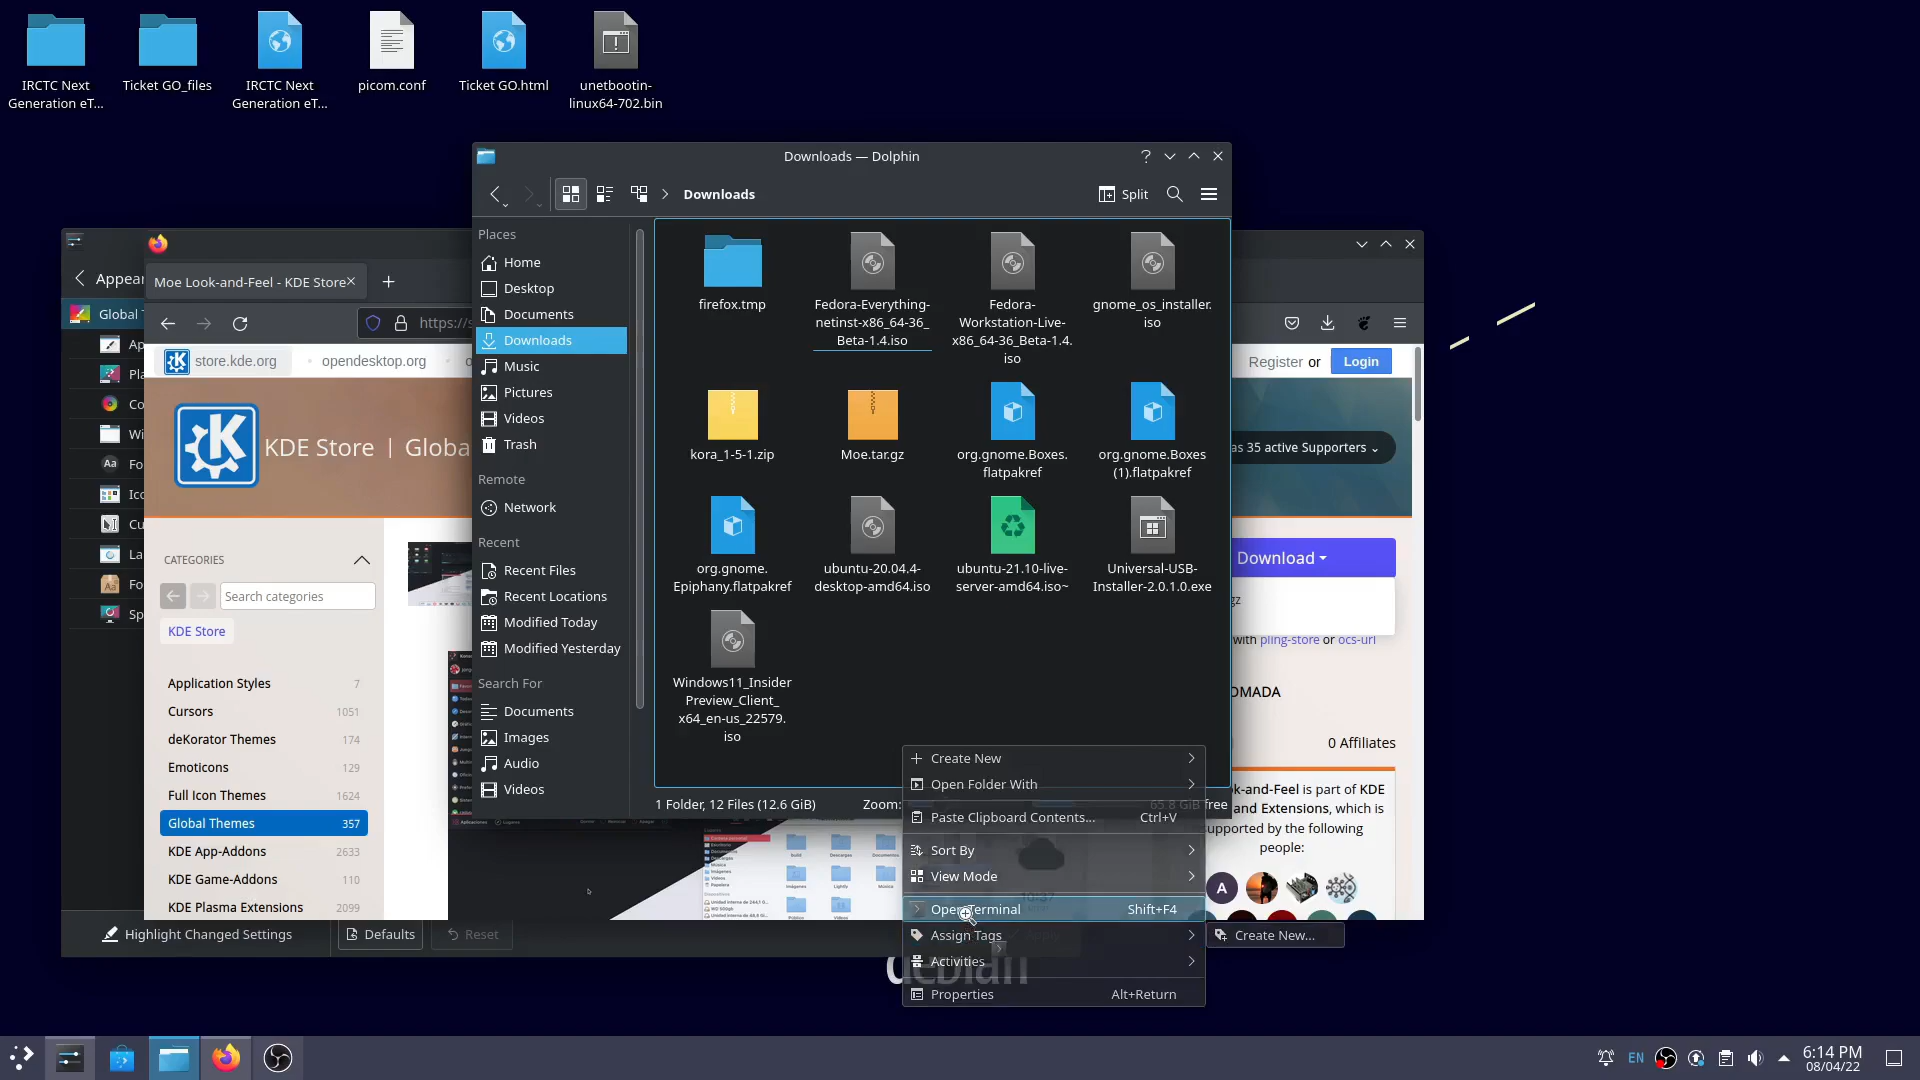 IRCTC Next
Generation eT...
Ticket GO_files
IRCTC Next
Generation eT...
picom.conf
Ticket GO.html
unetbootin-
linux64-702.bin
Downloads — Dolphin
Downloads
Split
Places
Home
Desktop
Documents
Downloads
Music
Pictures
Videos
Trash
Remote
Network
Recent
Recent Files
Recent Locations
Modified Today
Modified Yesterday
Search For
Documents
Images
Audio
Videos
firefox.tmp
Fedora-Everything-
netinst-x86_64-36_
Beta-1.4.iso
Fedora-
Workstation-Live-
x86_64-36_Beta-1.4.
iso
gnome_os_installer.
iso
kora_1-5-1.zip
Moe.tar.gz
org.gnome.Boxes.
flatpakref
org.gnome.Boxes
(1).flatpakref
org.gnome.
Epiphany.flatpakref
ubuntu-20.04.4-
desktop-amd64.iso
ubuntu-21.10-live-
server-amd64.iso~
Universal-USB-
Installer-2.0.1.0.exe
Windows11_Insider
Preview_Client_
x64_en-us_22579.
iso
1 Folder, 12 Files (12.6 GiB)
Zoom:
65.8 GiB free
Create New
Open Folder With
Paste Clipboard Contents... Ctrl+V
Sort By
View Mode
Open Terminal Shift+F4
Assign Tags
Activities
Properties Alt+Return
Create New...
Appear
Global T
Ap
Pla
Co
Wi
Fo
Ico
Cu
La
Fo
Sp
Highlight Changed Settings
Defaults
Reset
Moe Look-and-Feel - KDE Store
https://s
store.kde.org
opendesktop.org
Register or Login
KDE Store | Globa
as 35 active Supporters
CATEGORIES
Search categories
KDE Store
Application Styles 7
Cursors 1051
deKorator Themes 174
Emoticons 129
Full Icon Themes 1624
Global Themes 357
KDE App-Addons 2633
KDE Game-Addons 110
KDE Plasma Extensions 2099
Download
gz
with pling-store or ocs-url
OMADA
0 Affiliates
ok-and-Feel is part of KDE
and Extensions, which is
supported by the following
people:
A
debian
EN
6:14 PM
08/04/22